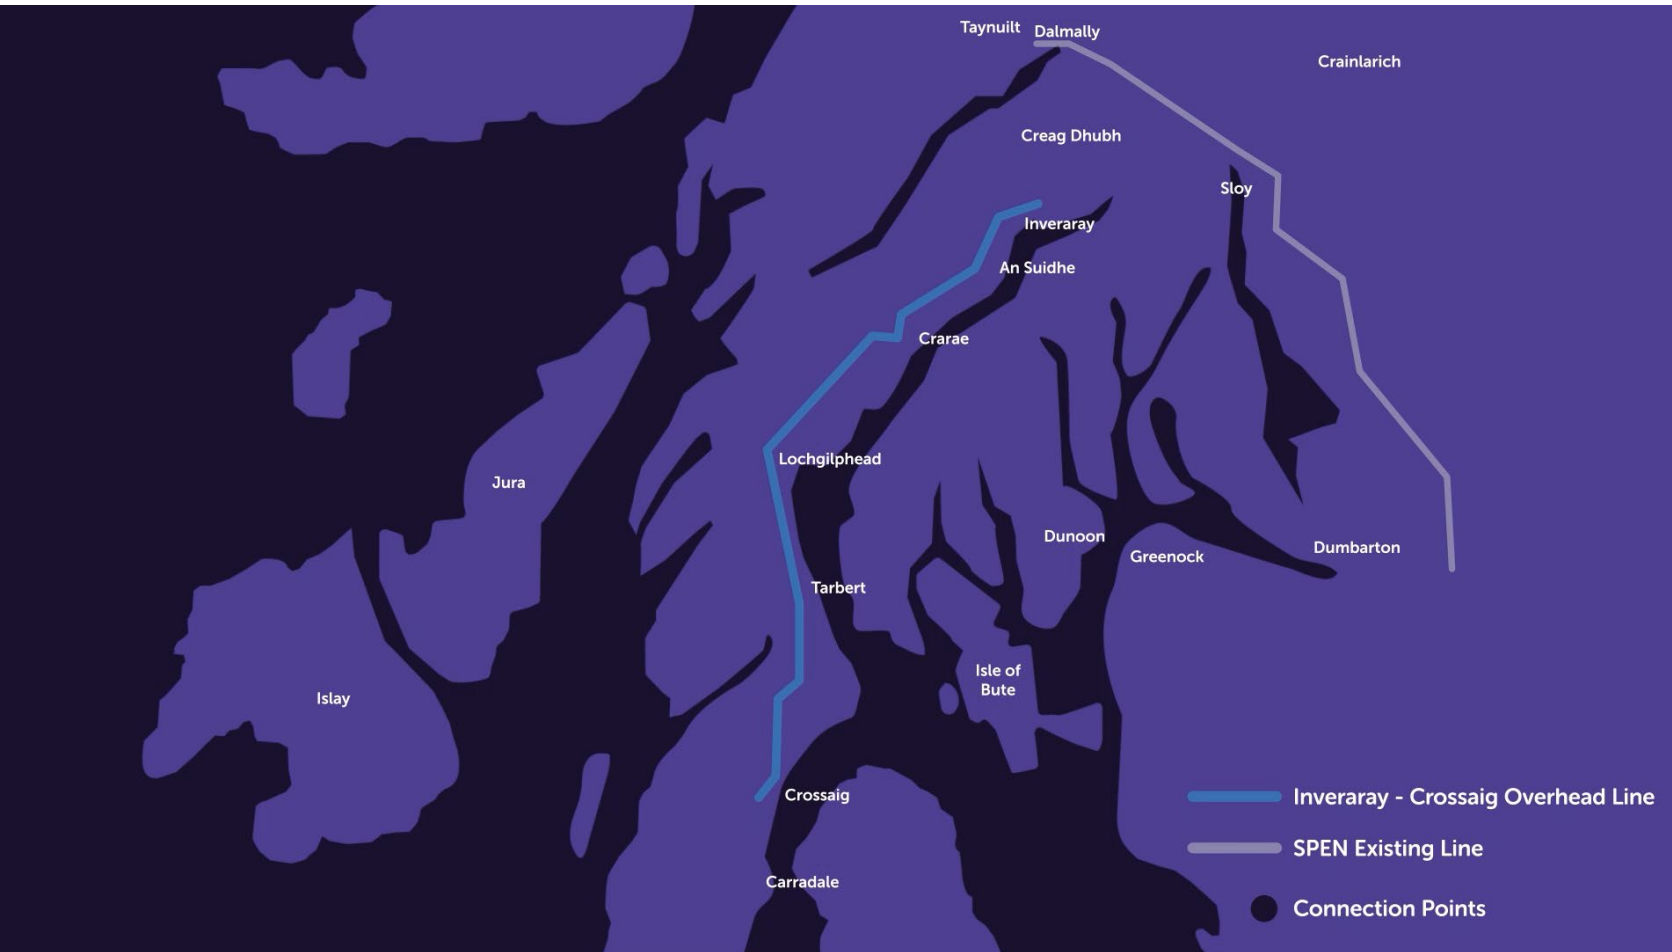 Taynuilt
Dalmally
Crainlarich
Creag Dhubh
Sloy
Inveraray
An Suidhe
Crarae
Lochgilphead
Jura
Dunoon
Greenock
Dumbarton
Tarbert
Isle of
Bute
Islay
Crossaig
Carradale
Inveraray - Crossaig Overhead Line
SPEN Existing Line
Connection Points